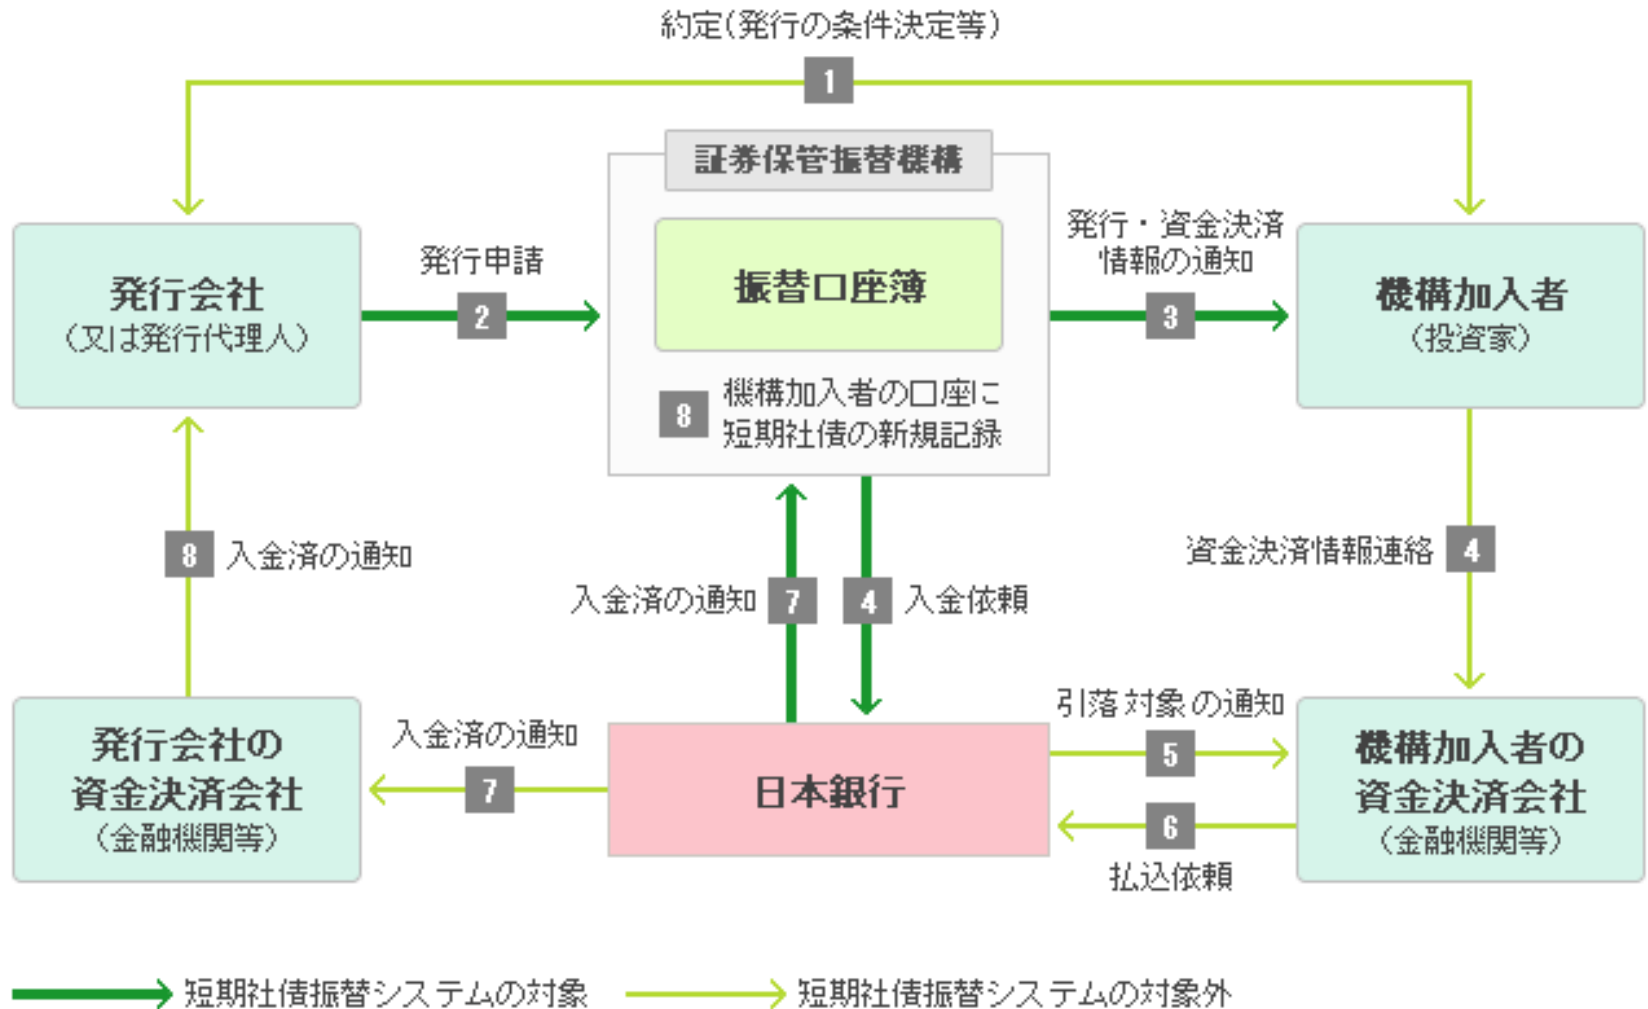 約定(発行の条件決定等)
1
証券保管振替機構
発行会社
(又は発行代理人)
発行申請
2
振替口座簿
8
機構加入者の口座に
短期社債の新規記録
発行・資金決済
情報の通知
3
機構加入者
(投資家)
8
入金済の通知
入金済の通知
7
4
入金依頼
資金決済情報連絡
4
発行会社の
資金決済会社
(金融機関等)
入金済の通知
7
日本銀行
引落対象の通知
5
6
払込依頼
機構加入者の
資金決済会社
(金融機関等)
短期社債振替システムの対象
短期社債振替システムの対象外